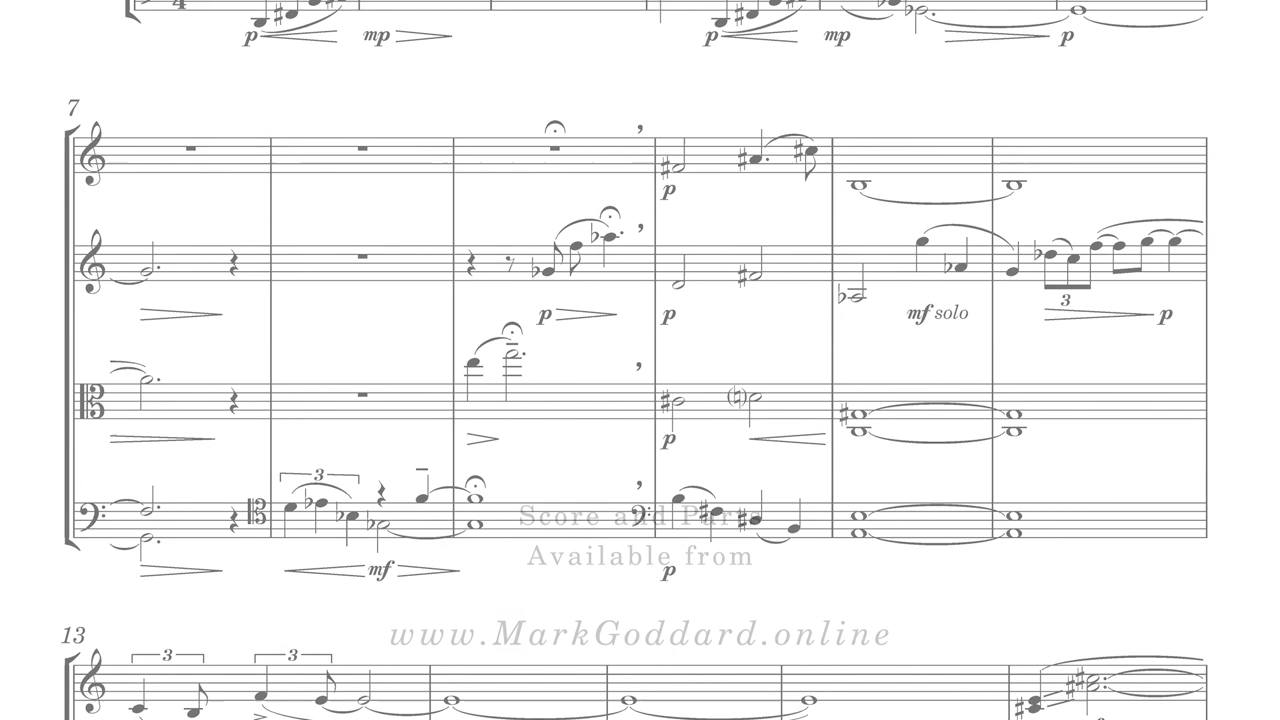 4
p mp p mp p
7
p
p p mf solo 3 p
p
3
mf p
Score and Parts
Available from
www.MarkGoddard.online
13
3 3